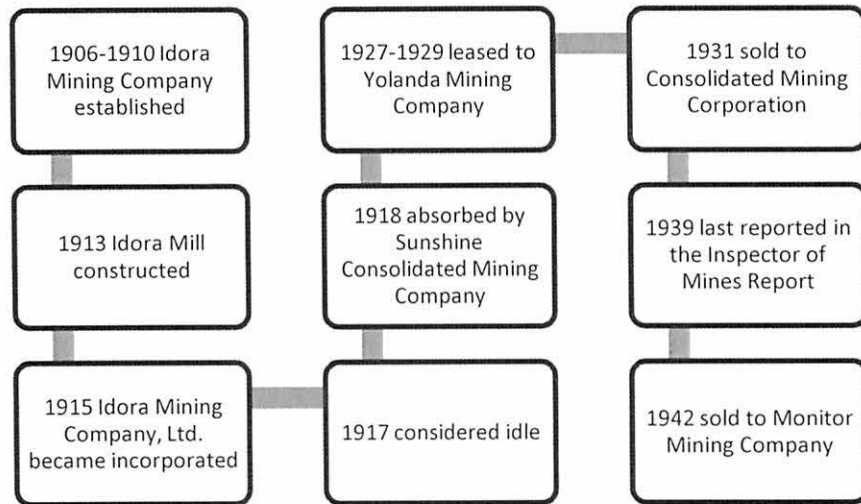 1906-1910 Idora
Mining Company
established
1913 Idora Mill
constructed
1915 Idora Mining
Company, Ltd.
became incorporated
1917 considered idle
1918 absorbed by
Sunshine
Consolidated Mining
Company
1927-1929 leased to
Yolanda Mining
Company
1931 sold to
Consolidated Mining
Corporation
1939 last reported in
the Inspector of
Mines Report
1942 sold to Monitor
Mining Company